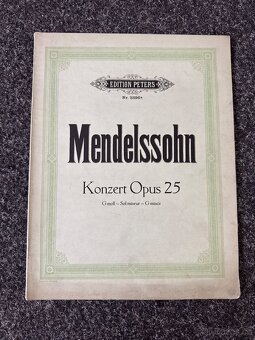 EDITION PETERS
Mendelssohn
Konzert Opus 25
G moll – Sol mineur – G minor